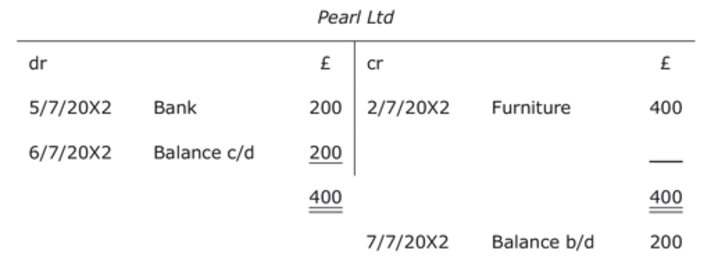 Pearl Ltd
dr £ cr £
5/7/20X2 Bank 200 2/7/20X2 Furniture 400
6/7/20X2 Balance c/d 200
400 400
7/7/20X2 Balance b/d 200